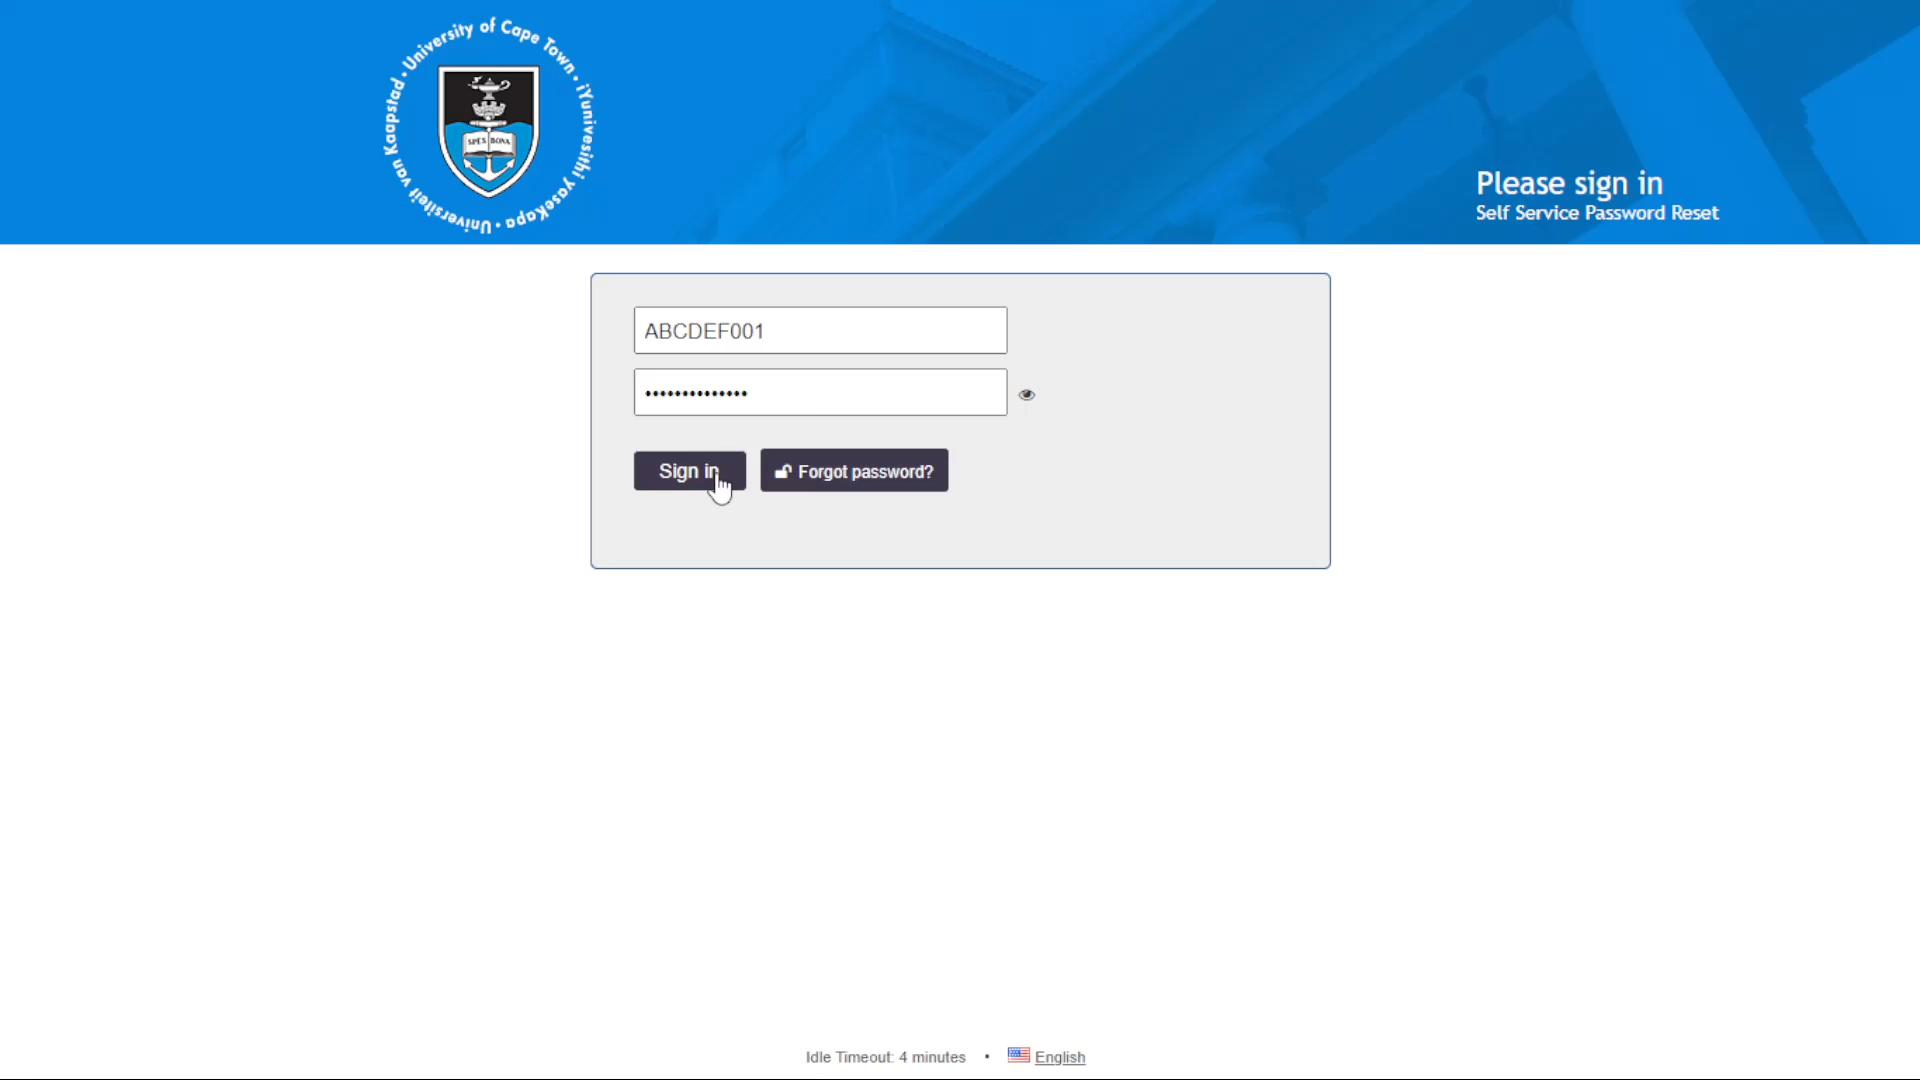 University of Cape Town • iYunivesithi yaseKapa • Universiteit van Kaapstad •
SPES BONA
Please sign in
Self Service Password Reset
ABCDEF001
••••••••••••••
Sign in
Forgot password?
Idle Timeout: 4 minutes • English